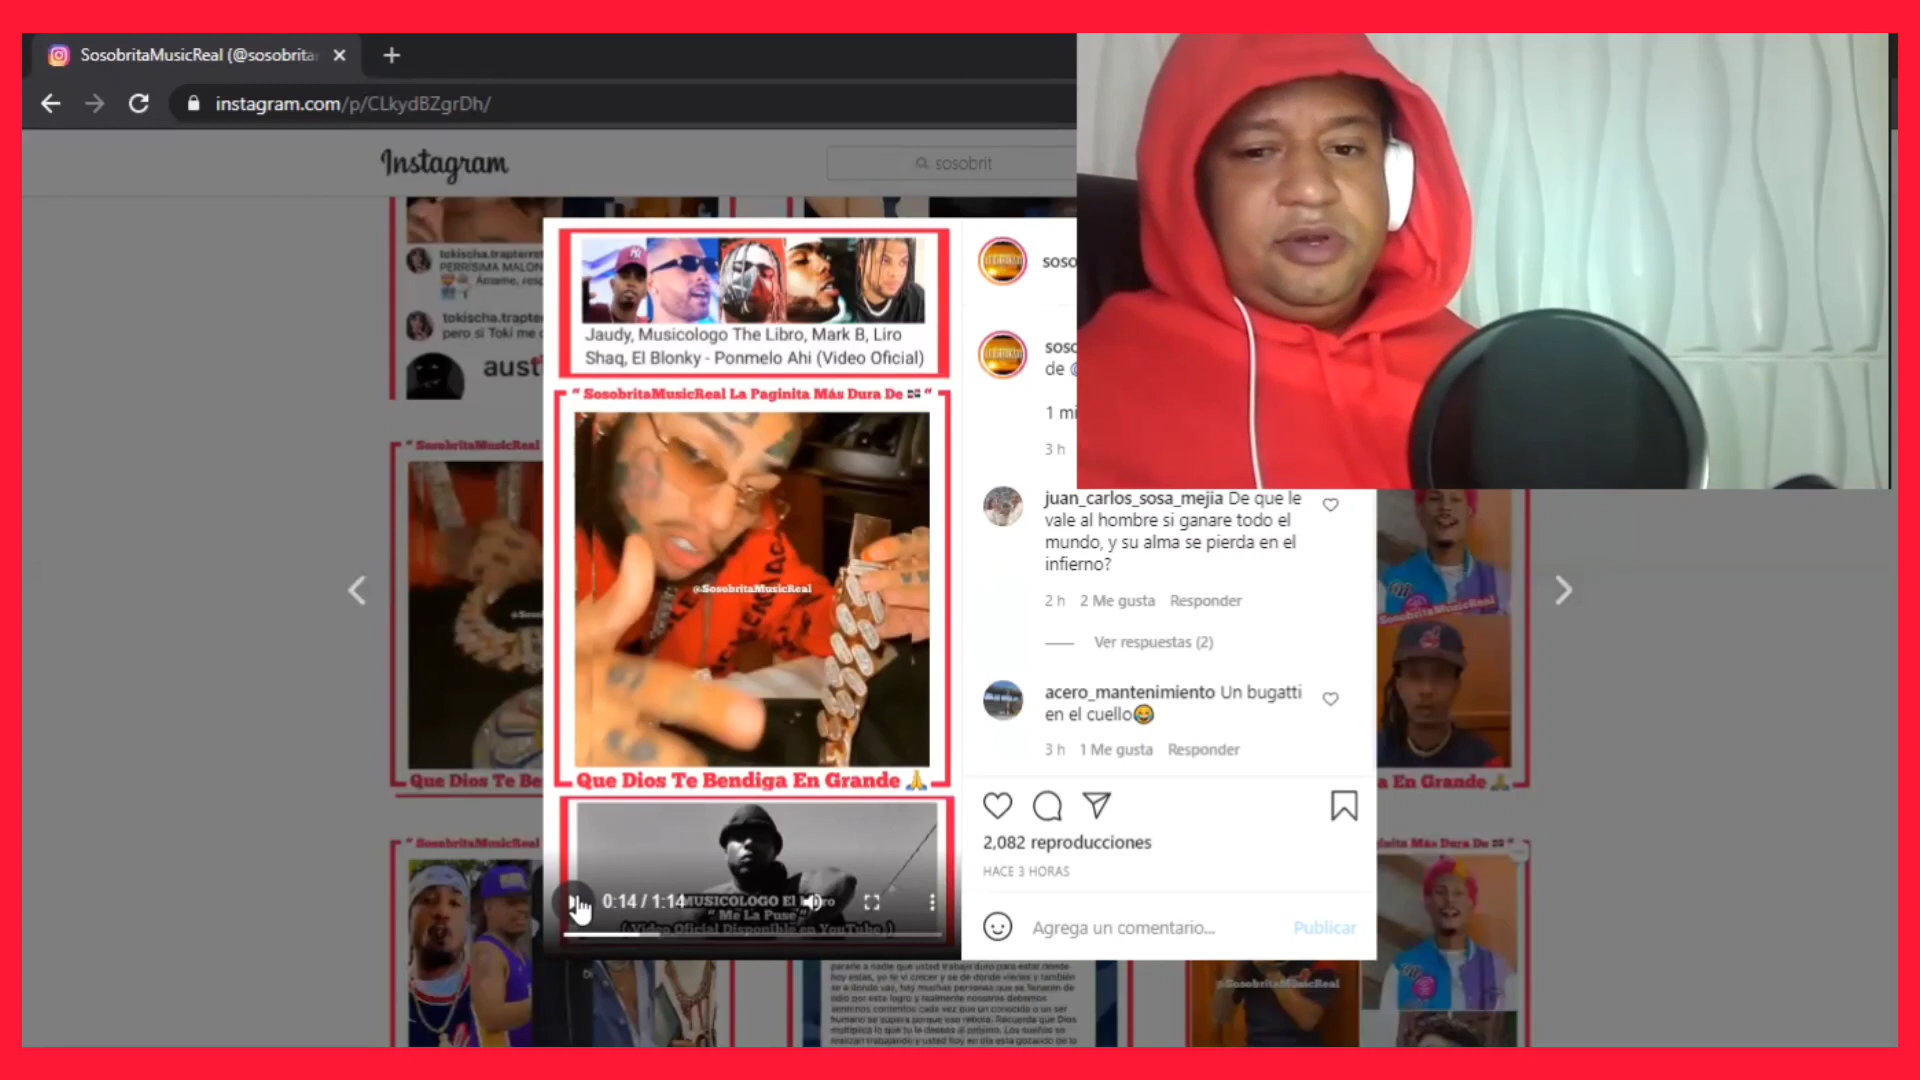 SosobritaMusicReal (@sosobrita
instagram.com/p/CLkydBZgrDh/
Instagram
sosobrit
tokischa.trapterre
PERRÍSIMA MALON
tokischa.trapte
pero si Toki me
aust
" SosobritaMusicReal
Que Dios Te Be
" SosobritaMusicReal
Jaudy, Musicologo The Libro, Mark B, Liro
Shaq, El Blonky - Ponmelo Ahi (Video Oficial)
" SosobritaMusicReal La Paginita Más Dura De 🇩🇴 "
@SosobritaMusicReal
Que Dios Te Bendiga En Grande 🙏
0:14 / 1:14
MUSICOLOGO El
" Me La Puse "
( Video Oficial Disponible en YouTube )
soso
soso
de @
1 mi
3 h
juan_carlos_sosa_mejia De que le
vale al hombre si ganare todo el
mundo, y su alma se pierda en el
infierno?
2 h 2 Me gusta Responder
Ver respuestas (2)
acero_mantenimiento Un bugatti
en el cuello😂
3 h 1 Me gusta Responder
2,082 reproducciones
HACE 3 HORAS
Agrega un comentario...
Publicar
SosobritaMusicReal
a En Grande 🙏
inita Más Dura De 🇩🇴 "
@SosobritaMusicReal